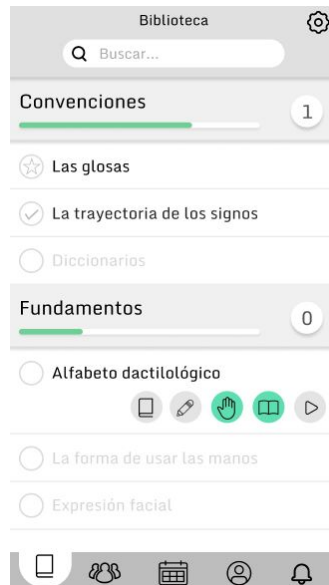 Biblioteca
Buscar...
Convenciones
1
Las glosas
La trayectoria de los signos
Diccionarios
Fundamentos
0
Alfabeto dactilológico
La forma de usar las manos
Expresión facial